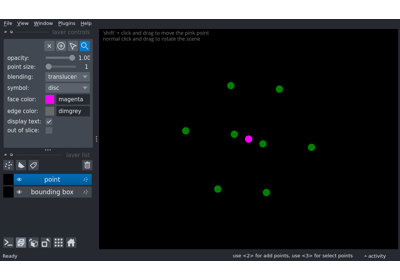 File View Window Plugins Help
layer controls
'shift' + click and drag to move the pink point
normal click and drag to rotate the scene
opacity: 1.00
point size: 1
blending: translucen
symbol: disc
face color: magenta
edge color: dimgrey
display text:
out of slice:
layer list
point
bounding box
Ready
use <2> for add points, use <3> for select points
activity